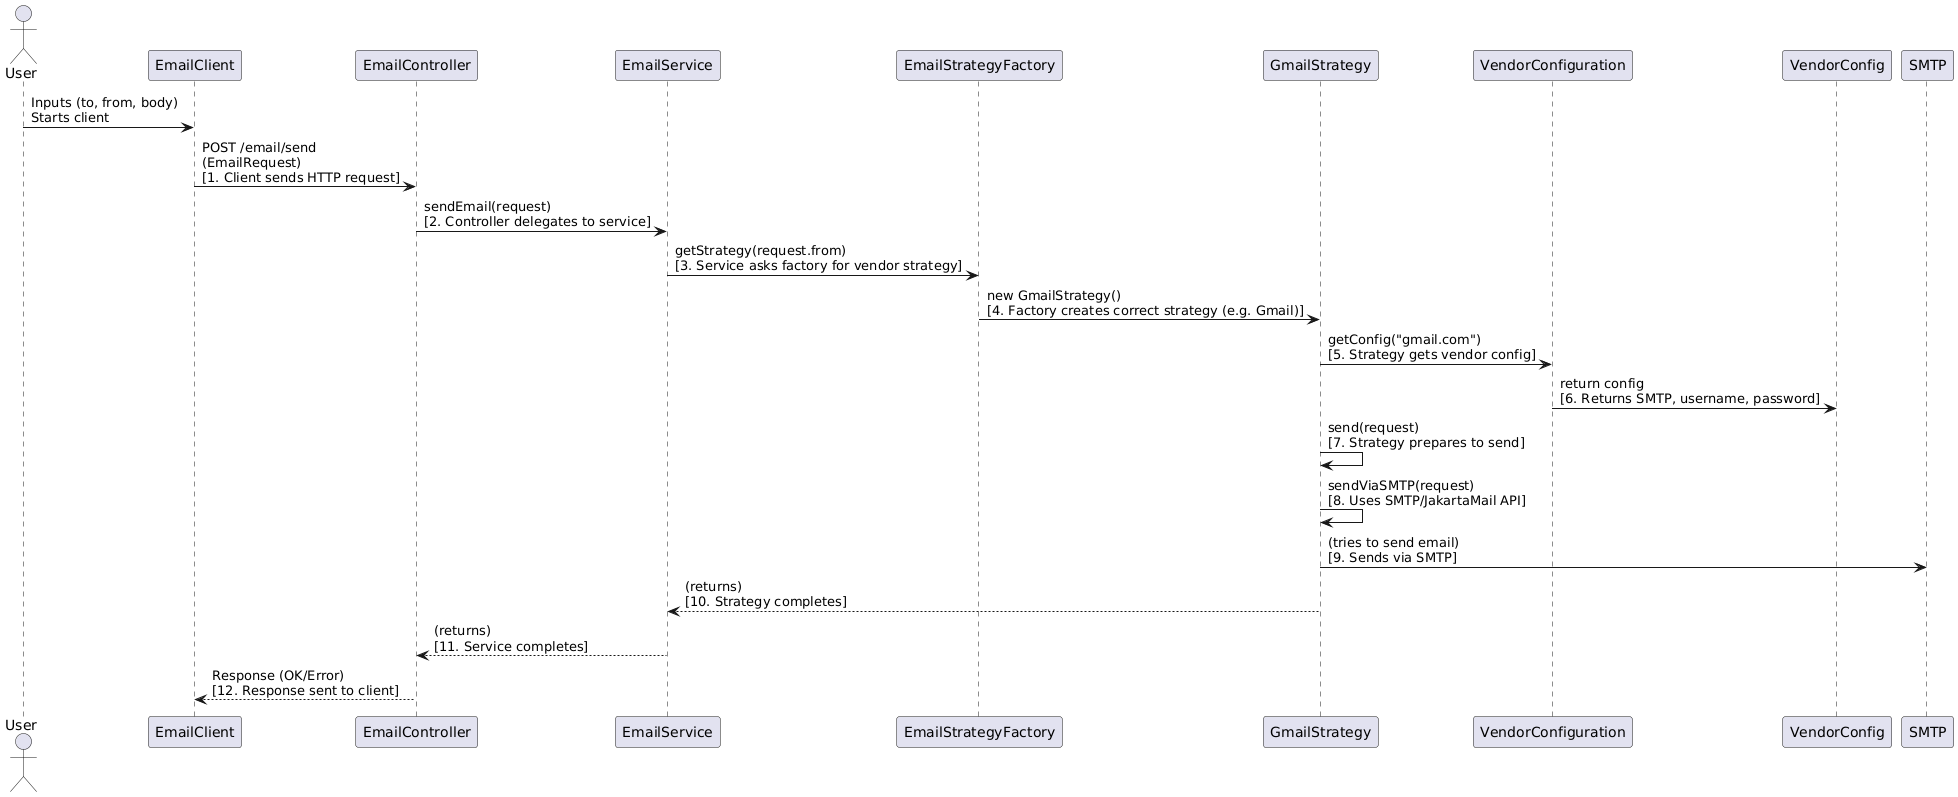 User
EmailClient
EmailController
EmailService
EmailStrategyFactory
GmailStrategy
VendorConfiguration
VendorConfig
SMTP
Inputs (to, from, body)
Starts client
POST /email/send
(EmailRequest)
[1. Client sends HTTP request]
sendEmail(request)
[2. Controller delegates to service]
getStrategy(request.from)
[3. Service asks factory for vendor strategy]
new GmailStrategy()
[4. Factory creates correct strategy (e.g. Gmail)]
getConfig("gmail.com")
[5. Strategy gets vendor config]
return config
[6. Returns SMTP, username, password]
send(request)
[7. Strategy prepares to send]
sendViaSMTP(request)
[8. Uses SMTP/JakartaMail API]
(tries to send email)
[9. Sends via SMTP]
(returns)
[10. Strategy completes]
(returns)
[11. Service completes]
Response (OK/Error)
[12. Response sent to client]
User
EmailClient
EmailController
EmailService
EmailStrategyFactory
GmailStrategy
VendorConfiguration
VendorConfig
SMTP